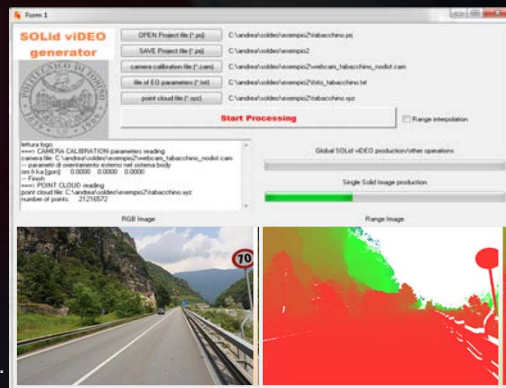 Form 1
SOLid viDEO
generator
OPEN Project file (*.prj)
C:\andrea\soldeo\esempio2\tabacchino.prj
SAVE Project file (*.prj)
C:\andrea\soldeo\esempio2
camera calibration file (*.cam)
C:\andrea\soldeo\esempio2\webcam_tabacchino_nodist.cam
file of EO parameters (*.txt)
C:\andrea\soldeo\esempio2\foto_tabacchino.txt
point cloud file (*.xyz)
C:\andrea\soldeo\esempio2\tabacchino.xyz
Start Processing
Range interpolation
lettura logo
===> CAMERA CALIBRATION parameters reading
camera file: C:\andrea\soldeo\esempio2\webcam_tabacchino_nodist.cam
-- parametri di orientamento esterno nel sistema body
om fi ka [gon] 0.0000 0.0000 0.0000
-- Finish
===> POINT CLOUD reading
point cloud file: C:\andrea\soldeo\esempio2\tabacchino.xyz
number of points: 21216572
Global SOLid viDEO production/other operations
Single Solid Image production
RGB Image
Range Image
70